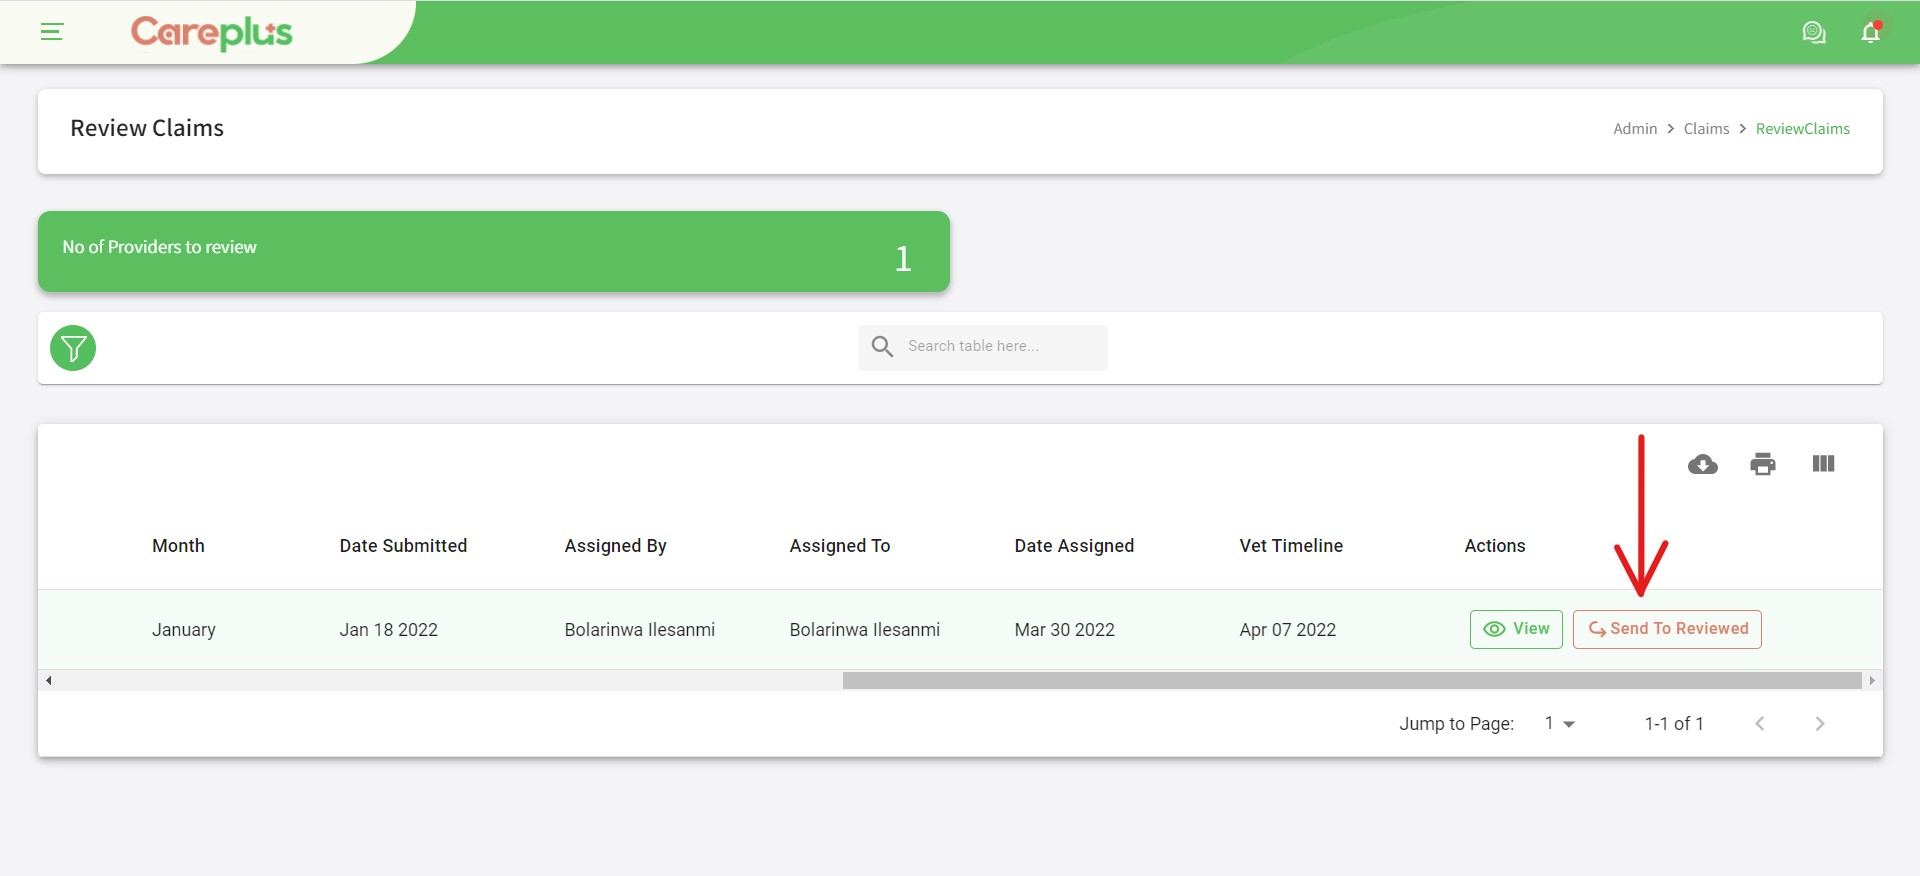 Careplus
Review Claims
Admin > Claims > ReviewClaims
No of Providers to review
1
Search table here...
Month Date Submitted Assigned By Assigned To Date Assigned Vet Timeline Actions
January Jan 18 2022 Bolarinwa Ilesanmi Bolarinwa Ilesanmi Mar 30 2022 Apr 07 2022 View Send To Reviewed
Jump to Page: 1 1-1 of 1